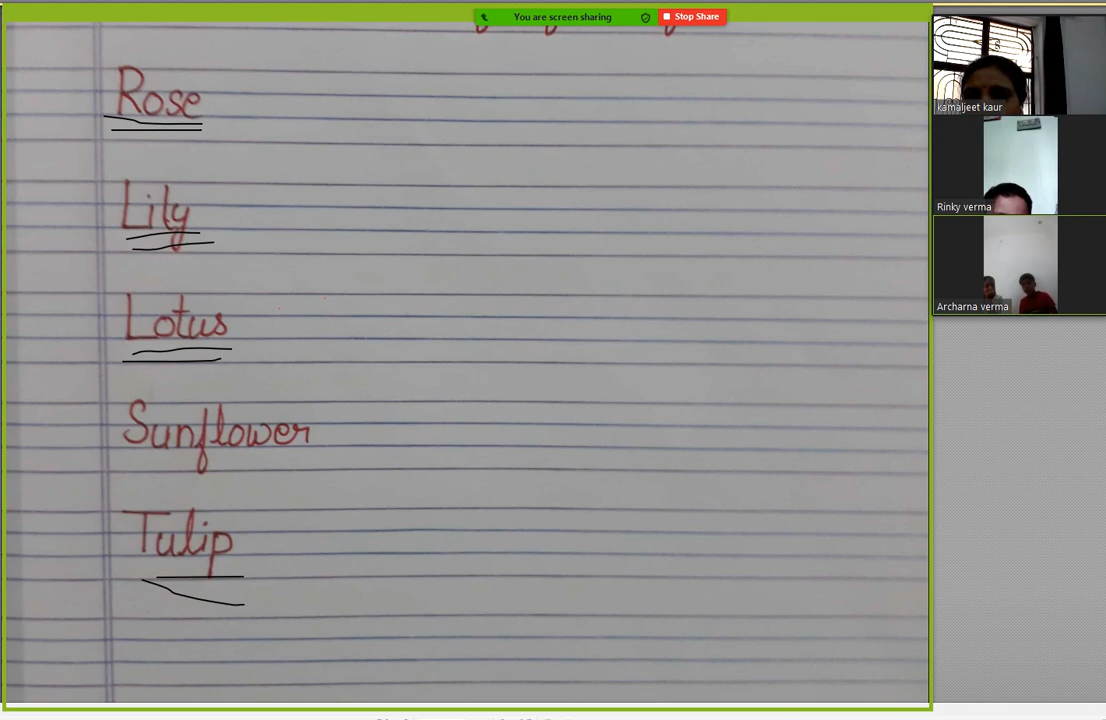 You are screen sharing
Stop Share
Rose
Lily
Lotus
Sunflower
Tulip
kamaljeet kaur
Rinky verma
Archarna verma